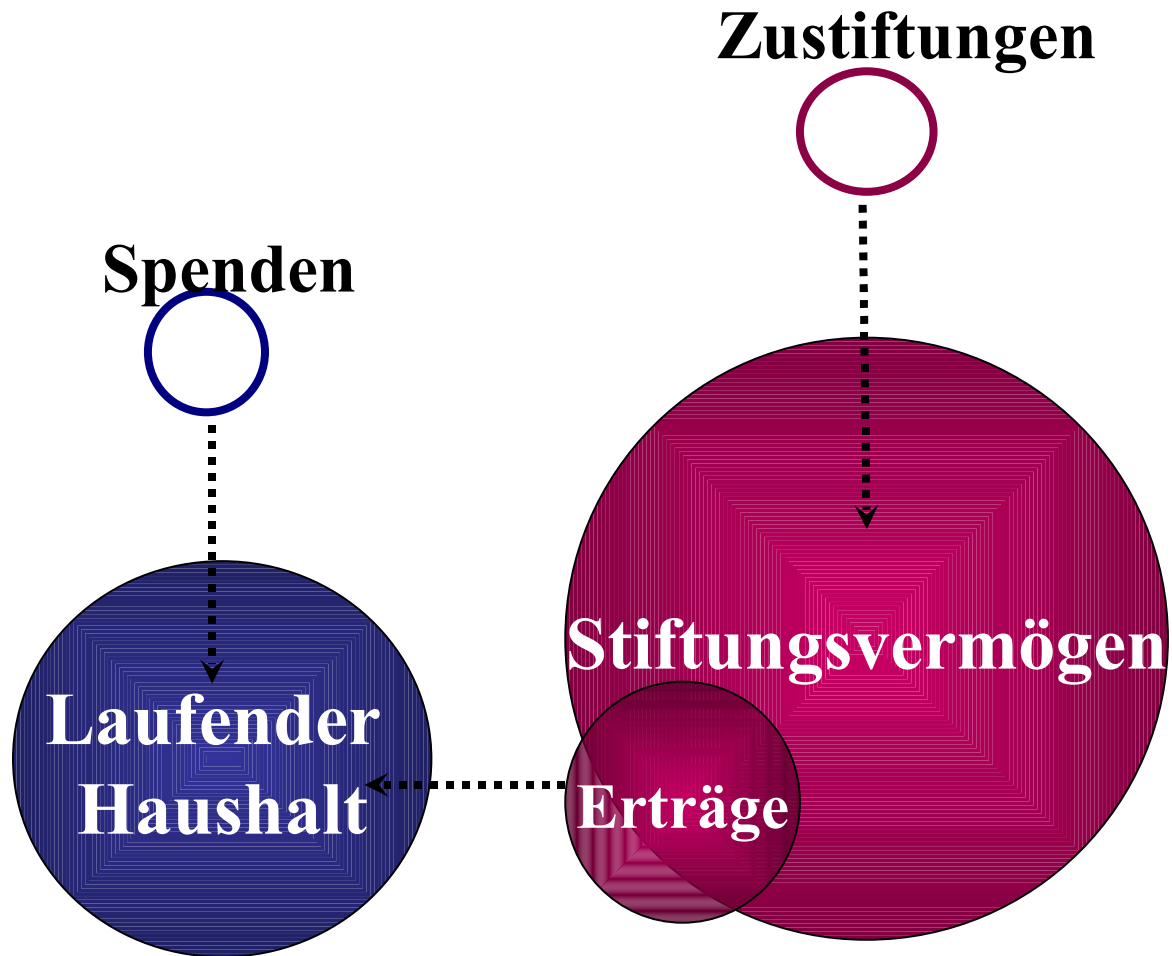 Zustiftungen
Spenden
Stiftungsvermögen
Laufender
Haushalt
Erträge